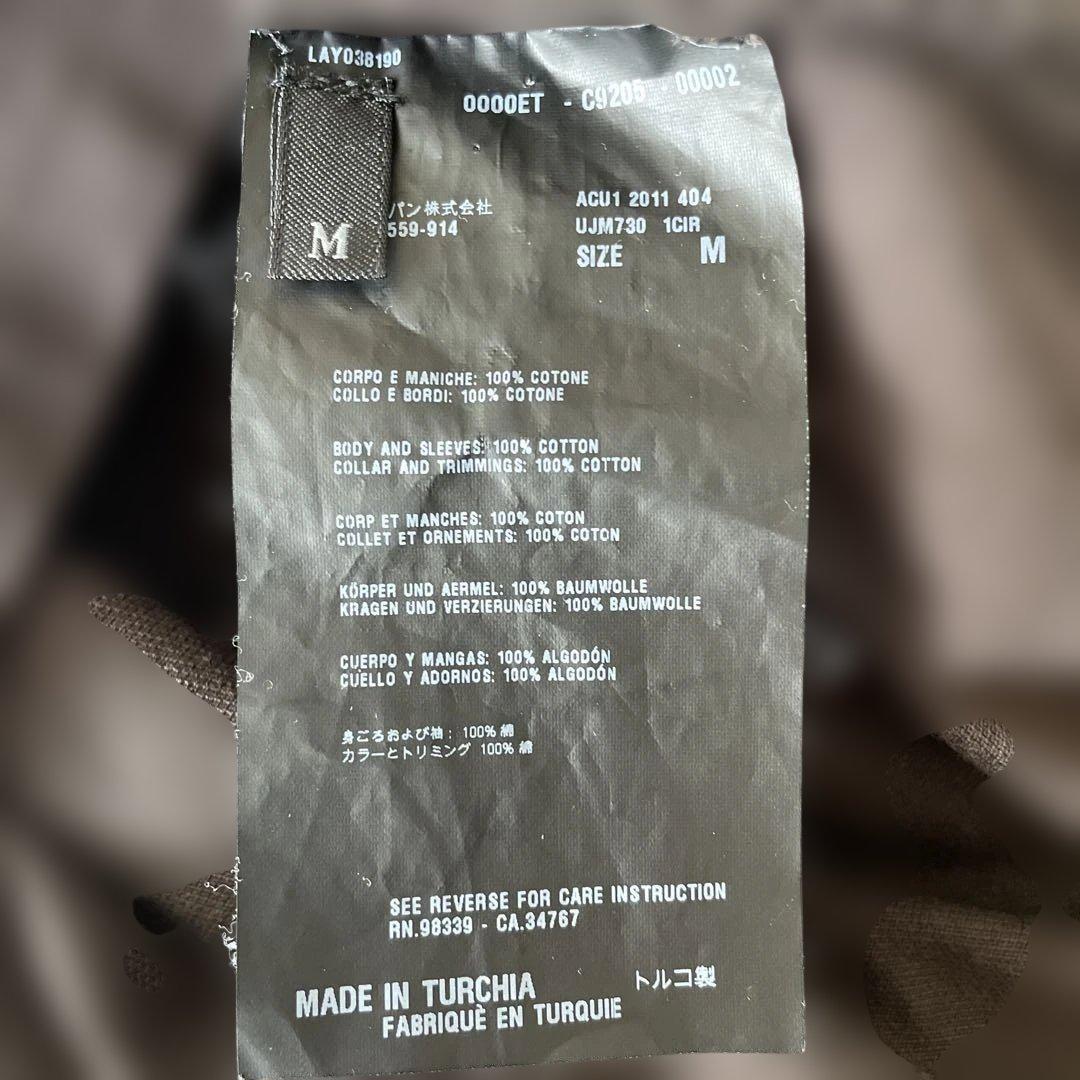 LAY038190
0000ET - C9205 - 00002
M
パン株式会社
559-914
ACU1 2011 404
UJM730 1CIR
SIZE M
CORPO E MANICHE: 100% COTONE
COLLO E BORDI: 100% COTONE
BODY AND SLEEVES: 100% COTTON
COLLAR AND TRIMMINGS: 100% COTTON
CORP ET MANCHES: 100% COTON
COLLET ET ORNEMENTS: 100% COTON
KÖRPER UND AERMEL: 100% BAUMWOLLE
KRAGEN UND VERZIERUNGEN: 100% BAUMWOLLE
CUERPO Y MANGAS: 100% ALGODÓN
CUELLO Y ADORNOS: 100% ALGODÓN
身ごろおよび袖: 100% 綿
カラーとトリミング 100% 綿
SEE REVERSE FOR CARE INSTRUCTION
RN.98339 - CA.34767
MADE IN TURCHIA トルコ製
FABRIQUÈ EN TURQUIE